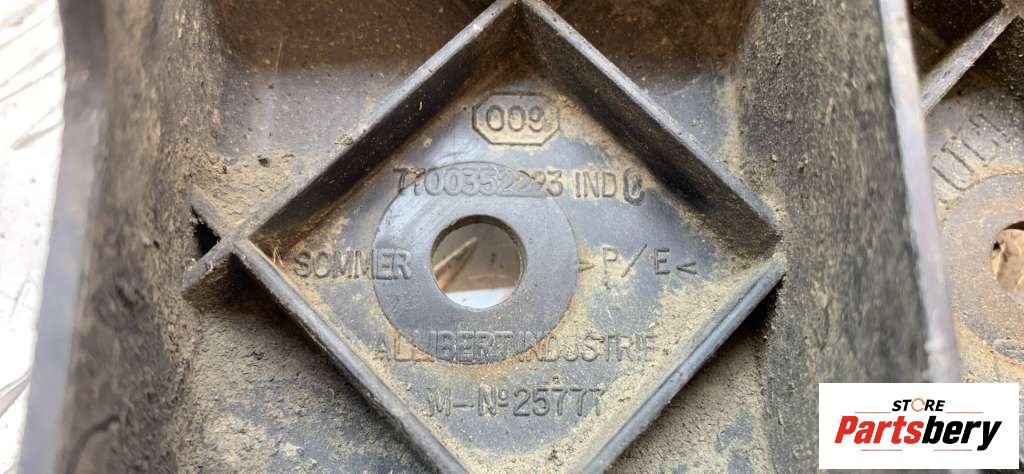 009
7700352293 IND C
SOMMER >P/E<
ALLIBERT INDUSTRIE
M-Nº25777
STORE
Partsbery